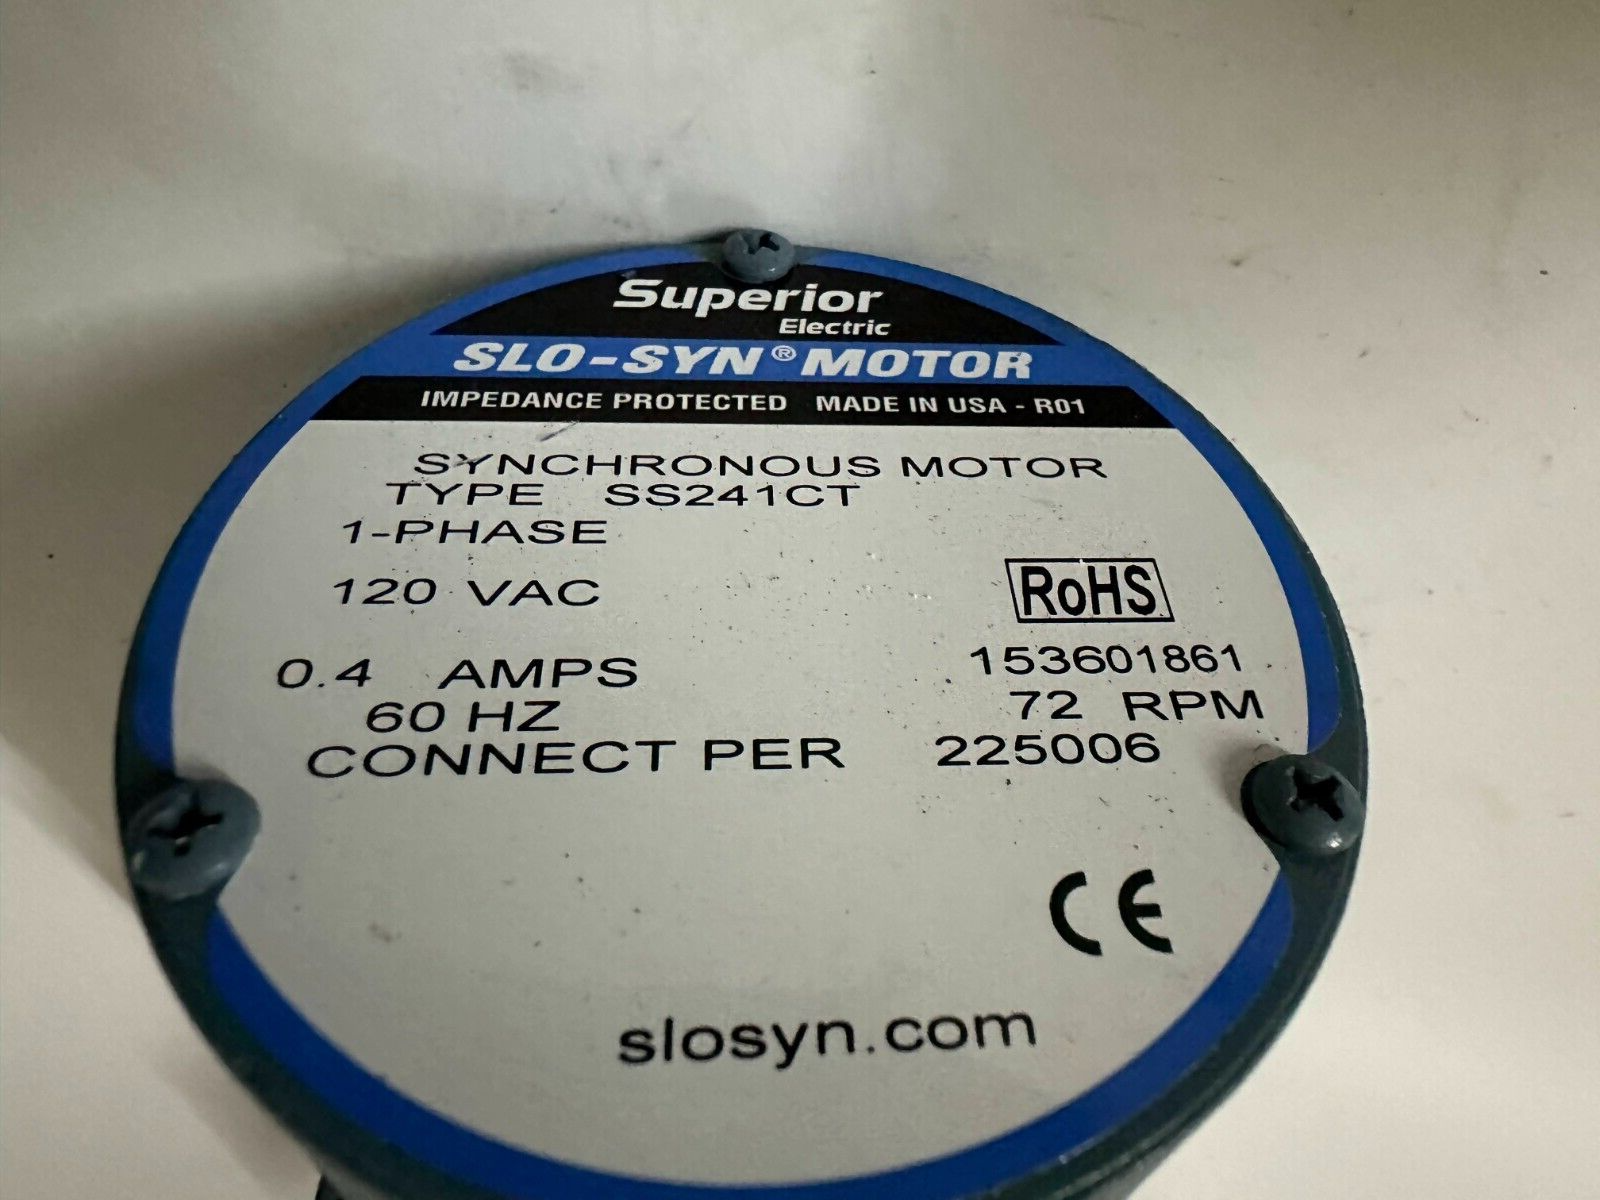 Superior
Electric
SLO-SYN® MOTOR
IMPEDANCE PROTECTED MADE IN USA - R01
SYNCHRONOUS MOTOR
TYPE SS241CT
1-PHASE
120 VAC
RoHS
0.4 AMPS 153601861
60 HZ 72 RPM
CONNECT PER 225006
CE
slosyn.com